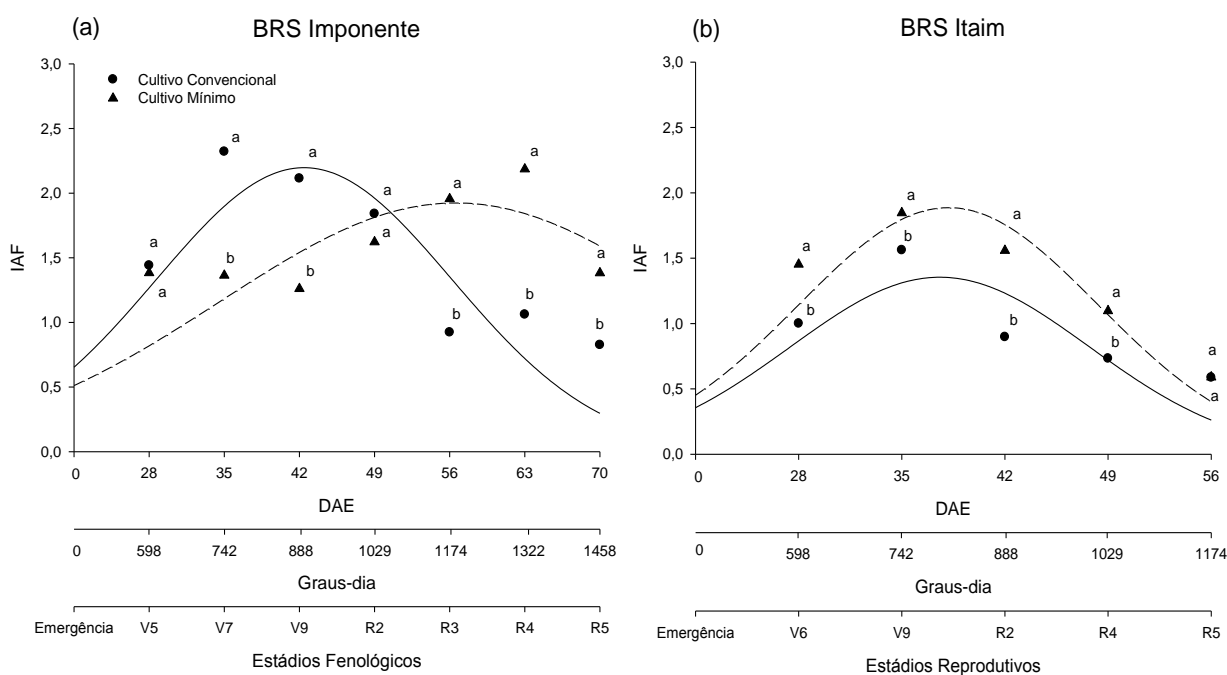 (a) BRS Imponente
3,0
2,5
2,0
1,5
1,0
0,5
0,0
IAF
Cultivo Convencional
Cultivo Mínimo
a a a a a a
a b b a a
b b b
0 28 35 42 49 56 63 70
DAE
0 598 742 888 1029 1174 1322 1458
Graus-dia
Emergência V5 V7 V9 R2 R3 R4 R5
Estádios Fenológicos
(b) BRS Itaim
3,0
2,5
2,0
1,5
1,0
0,5
0,0
IAF
a a a a a
b b b b a
0 28 35 42 49 56
DAE
0 598 742 888 1029 1174
Graus-dia
Emergência V6 V9 R2 R4 R5
Estádios Reprodutivos